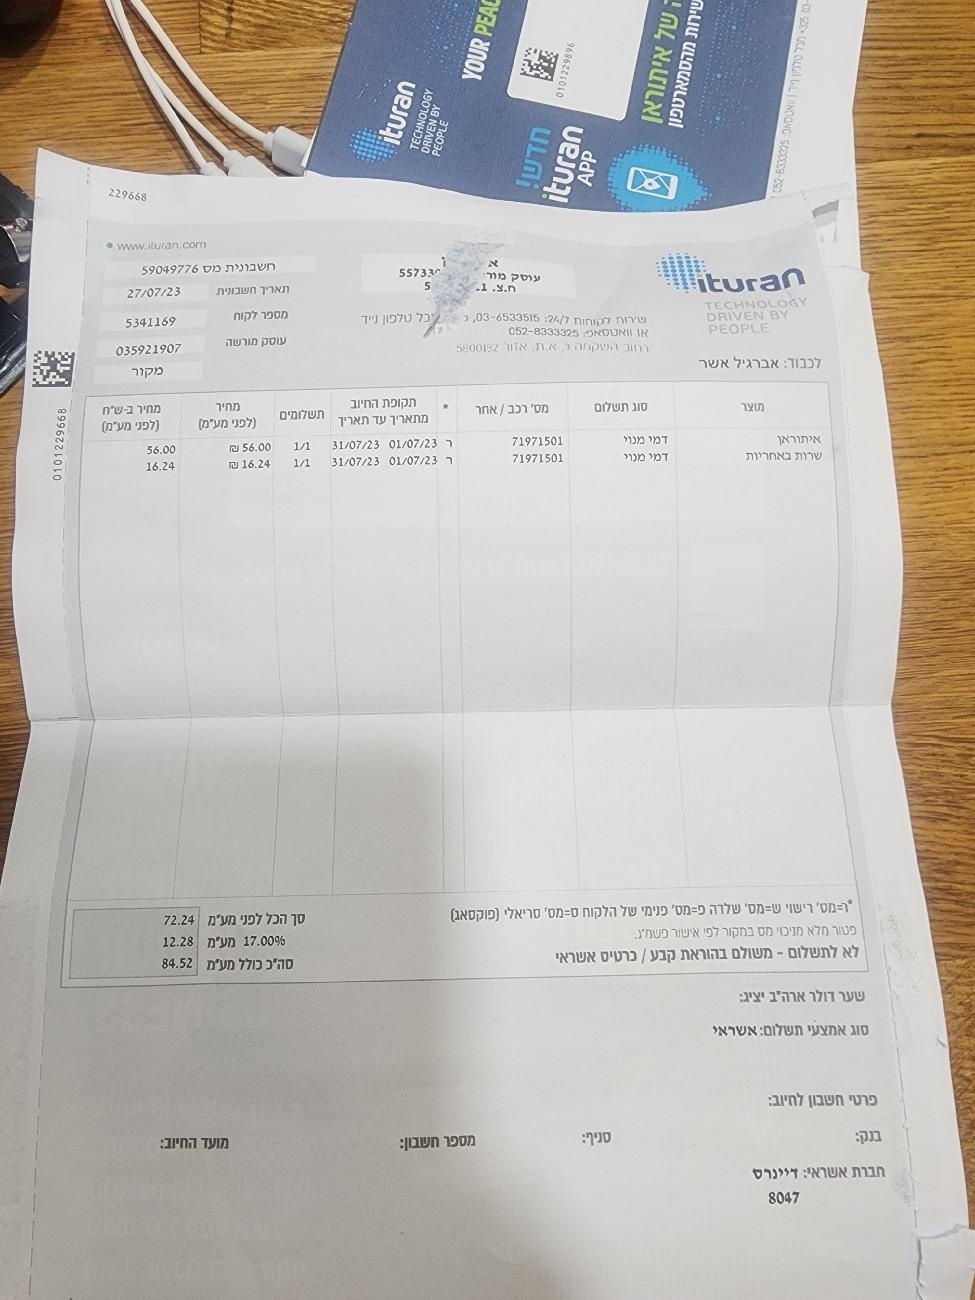 YOUR PEAC
ituran
TECHNOLOGY
DRIVEN BY
PEOPLE
חדש!
ituran
APP
0101229896
ה של איתוראן
שירות מהסמארטפון
052-8333325
229668
www.ituran.com
חשבונית מס 59049776
תאריך חשבונית 27/07/23
מספר לקוח 5341169
עוסק מורשה 035921907
מקור
עוסק
ח.צ.
שירות לקוחות 24/7: 03-6533515, כל טלפון נייד
או וואטסאפ: 052-8333325
רחוב השקמה 3, א.ת. אזור 5800182
ituran
TECHNOLOGY
DRIVEN BY
PEOPLE
לכבוד: אברגיל אשר
0101229668
מוצר סוג תשלום מס' רכב / אחר * תקופת החיוב מתאריך עד תאריך תשלומים מחיר (לפני מע"מ) מחיר ב-ש"ח (לפני מע"מ)
איתוראן דמי מנוי 71971501 ר 01/07/23 31/07/23 1/1 56.00 ₪ 56.00
שרות באחריות דמי מנוי 71971501 ר 01/07/23 31/07/23 1/1 16.24 ₪ 16.24
*ר=מס' רישוי ש=מס' שלדה פ=מס' פנימי של הלקוח ס=מס' סריאלי (פוקסאג)
פטור מלא מניכוי מס במקור לפי אישור פשמ"ג.
לא לתשלום - משולם בהוראת קבע / כרטיס אשראי
סך הכל לפני מע"מ 72.24
17.00% מע"מ 12.28
סה"כ כולל מע"מ 84.52
שער דולר ארה"ב יציג:
סוג אמצעי תשלום: אשראי
פרטי חשבון לחיוב:
בנק: סניף: מספר חשבון: מועד החיוב:
חברת אשראי: דיינרס
8047